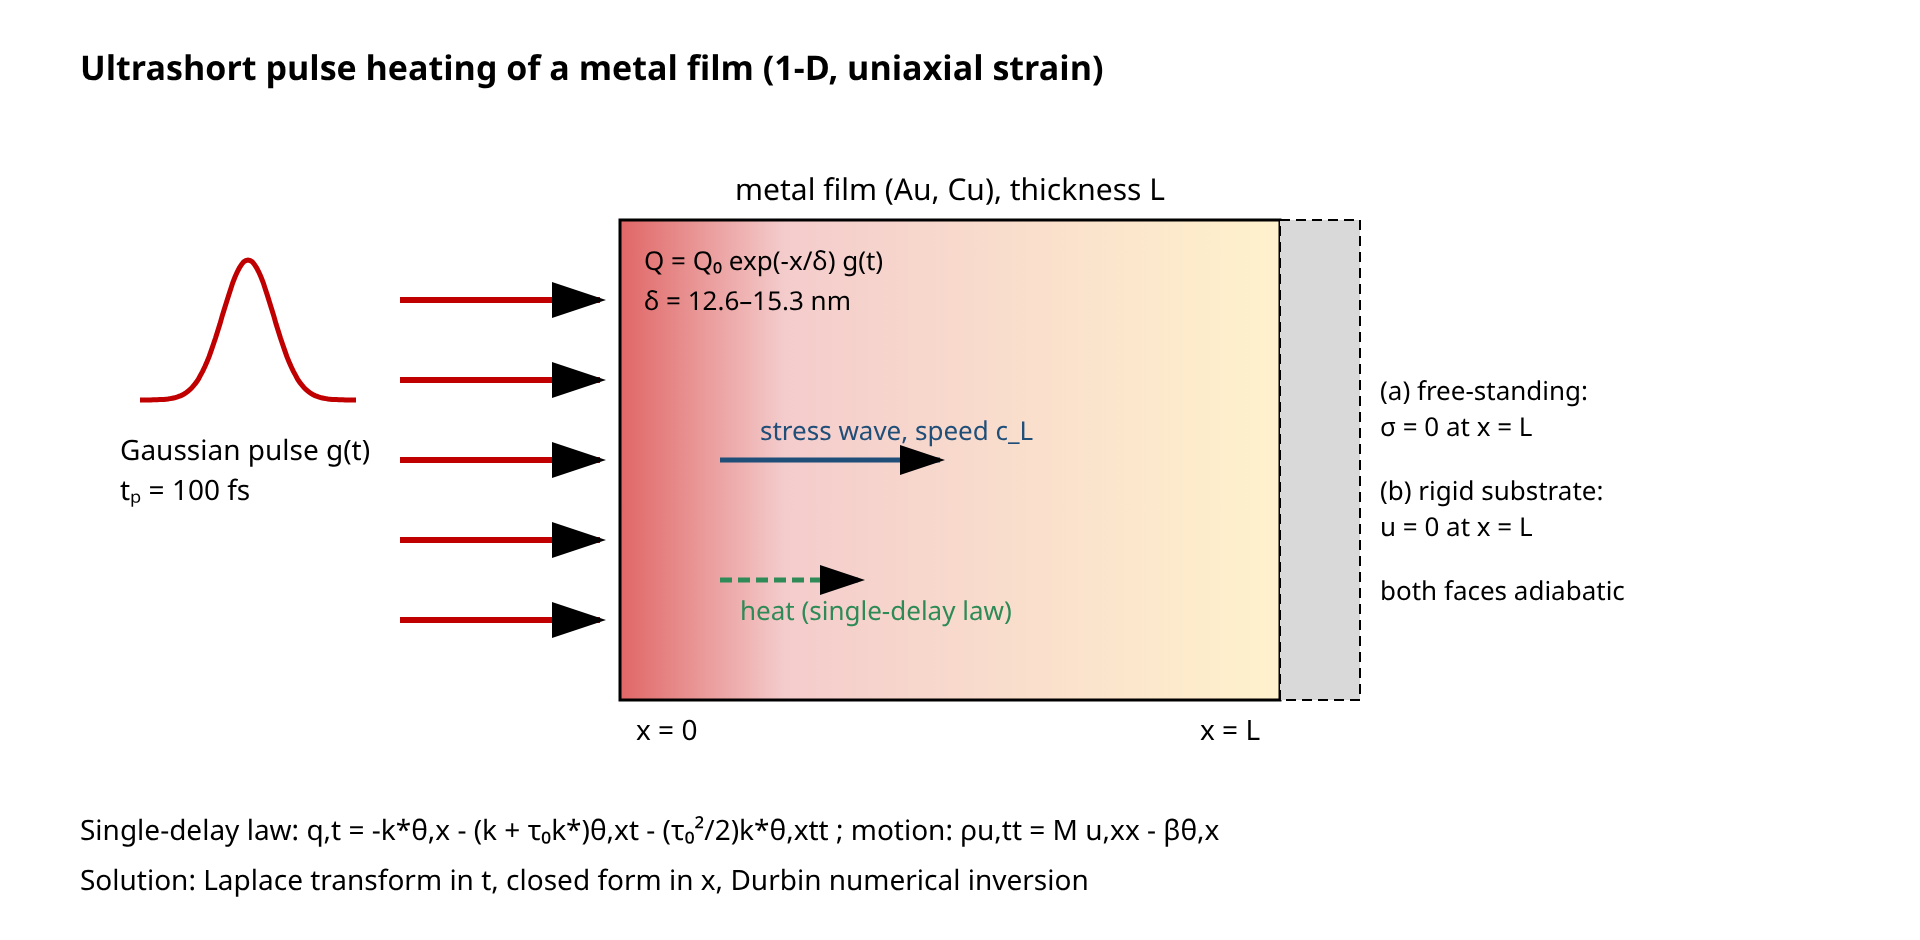 Ultrashort pulse heating of a metal film (1-D, uniaxial strain)
metal film (Au, Cu), thickness L
Q = Q₀ exp(-x/δ) g(t)
δ = 12.6–15.3 nm
stress wave, speed c_L
Gaussian pulse g(t)
tₚ = 100 fs
heat (single-delay law)
(a) free-standing:
σ = 0 at x = L
(b) rigid substrate:
u = 0 at x = L
both faces adiabatic
x = 0
x = L
Single-delay law: q,t = -k*θ,x - (k + τ₀k*)θ,xt - (τ₀²/2)k*θ,xtt ; motion: ρu,tt = M u,xx - βθ,x
Solution: Laplace transform in t, closed form in x, Durbin numerical inversion